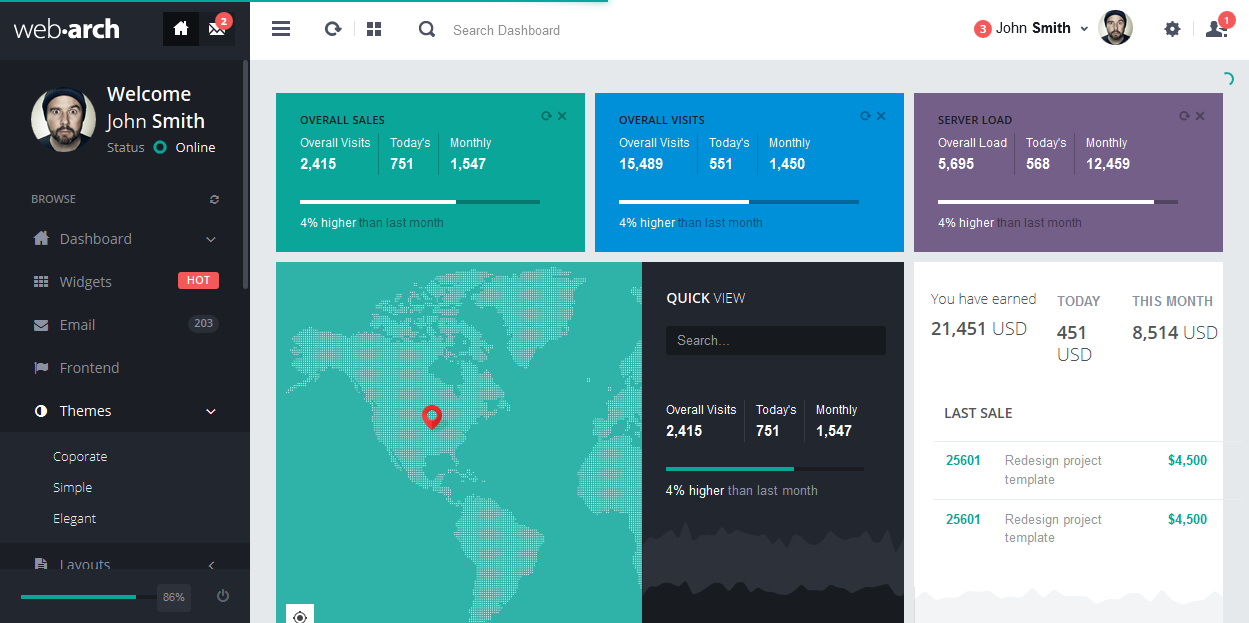 web·arch
2
Search Dashboard
3 John Smith
1
Welcome
John Smith
Status Online
BROWSE
Dashboard
Widgets HOT
Email 203
Frontend
Themes
Coporate
Simple
Elegant
Layouts
86%
OVERALL SALES
Overall Visits Today's Monthly
2,415 751 1,547
4% higher than last month
OVERALL VISITS
Overall Visits Today's Monthly
15,489 551 1,450
4% higher than last month
SERVER LOAD
Overall Load Today's Monthly
5,695 568 12,459
4% higher than last month
QUICK VIEW
Search...
Overall Visits Today's Monthly
2,415 751 1,547
4% higher than last month
You have earned TODAY THIS MONTH
21,451 USD 451 8,514 USD
USD
LAST SALE
25601 Redesign project $4,500
template
25601 Redesign project $4,500
template